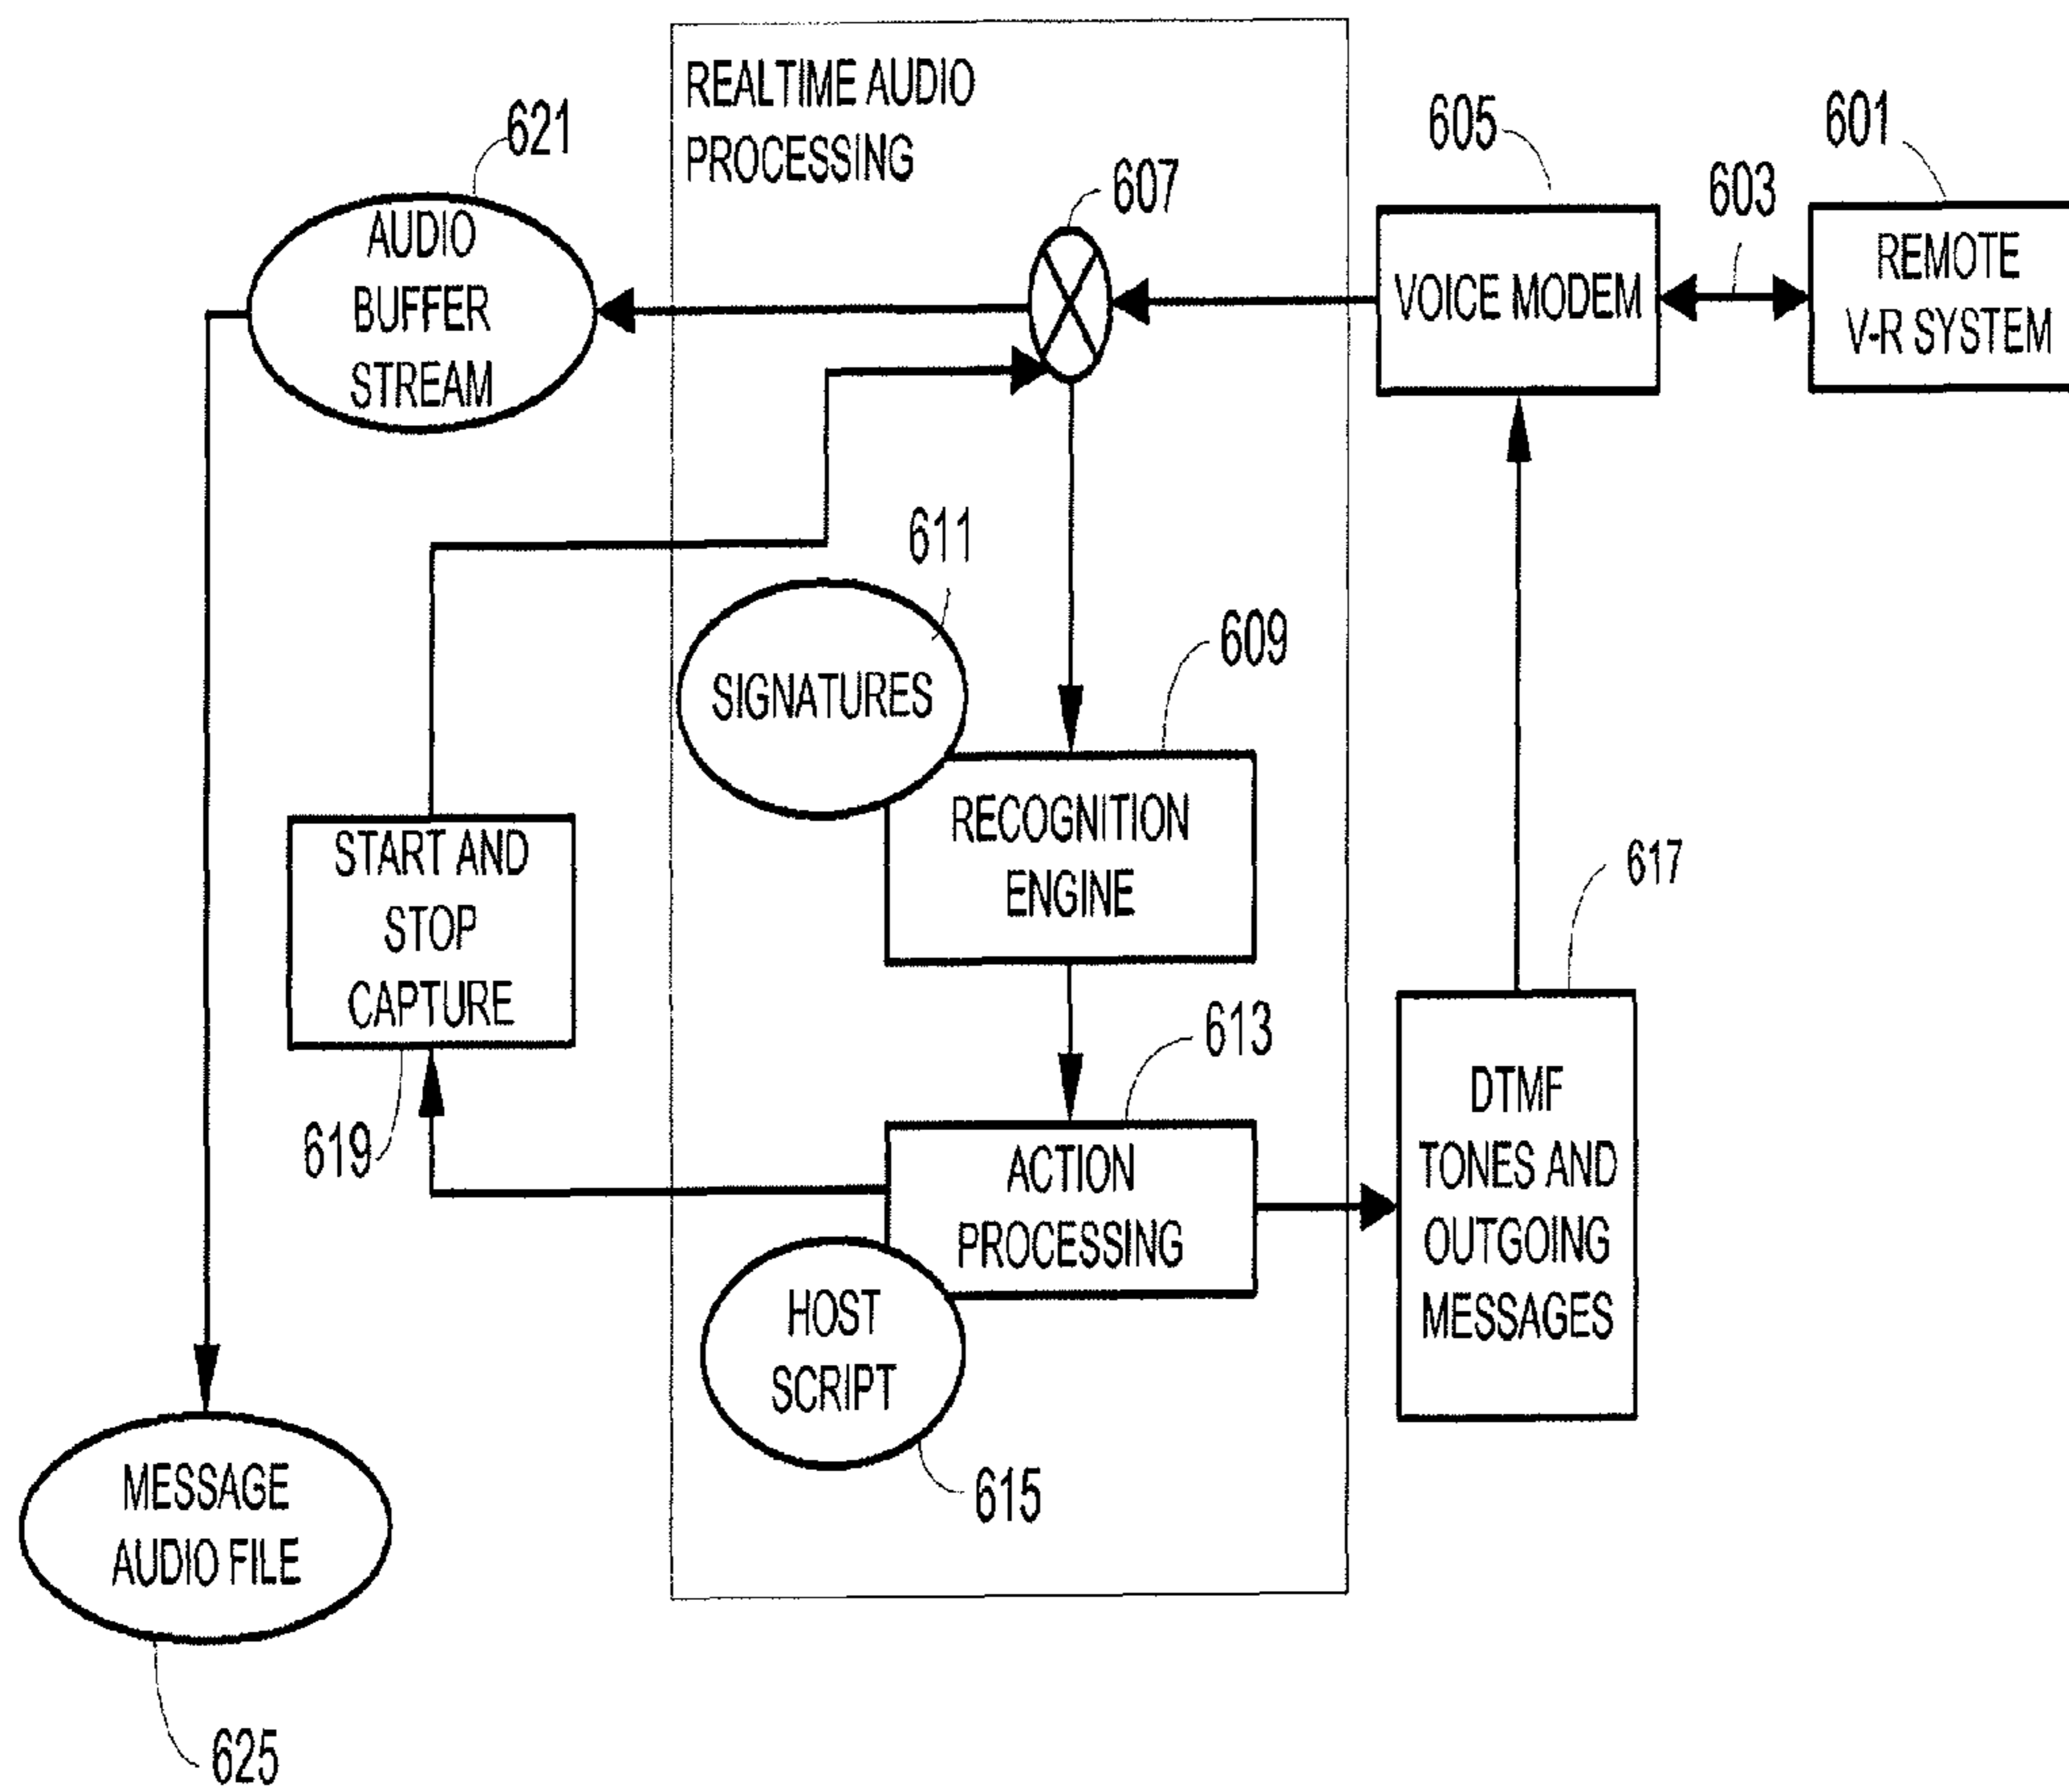 REALTIME AUDIO
PROCESSING
621
AUDIO
BUFFER
STREAM
607
605
VOICE MODEM
603
601
REMOTE
V-R SYSTEM
611
SIGNATURES
609
RECOGNITION
ENGINE
START AND
STOP
CAPTURE
619
613
ACTION
PROCESSING
HOST
SCRIPT
615
617
DTMF
TONES AND
OUTGOING
MESSAGES
MESSAGE
AUDIO FILE
625